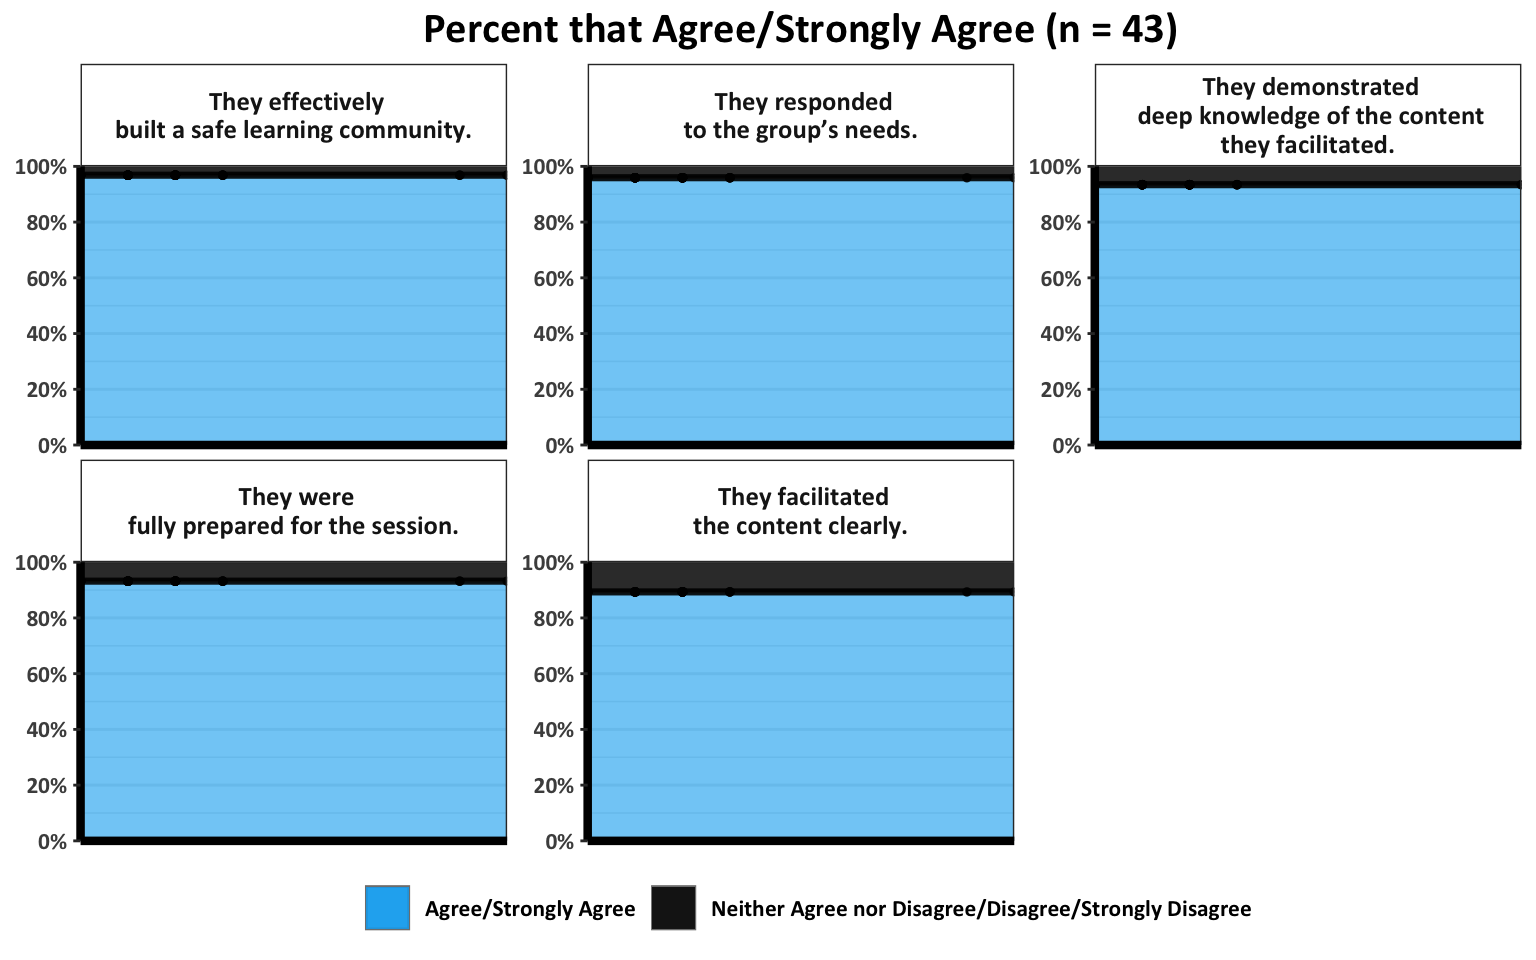 Percent that Agree/Strongly Agree (n = 43)
They effectively
built a safe learning community.
100%
80%
60%
40%
20%
0%
They responded
to the group’s needs.
100%
80%
60%
40%
20%
0%
They demonstrated
deep knowledge of the content
they facilitated.
100%
80%
60%
40%
20%
0%
They were
fully prepared for the session.
100%
80%
60%
40%
20%
0%
They facilitated
the content clearly.
100%
80%
60%
40%
20%
0%
Agree/Strongly Agree
Neither Agree nor Disagree/Disagree/Strongly Disagree